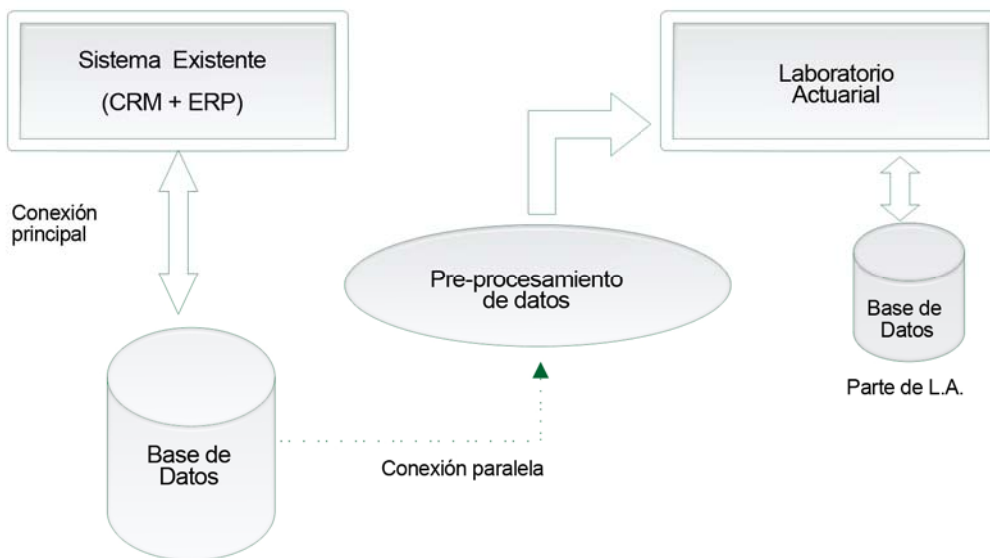 Sistema Existente
(CRM + ERP)
Laboratorio
Actuarial
Conexión
principal
Pre-procesamiento
de datos
Base de
Datos
Parte de L.A.
Base de
Datos
Conexión paralela